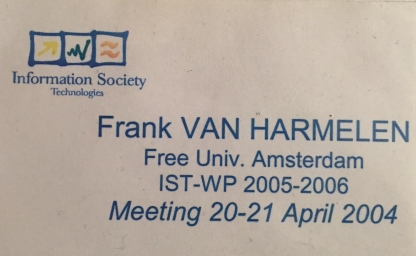 Information Society
Technologies
Frank VAN HARMELEN
Free Univ. Amsterdam
IST-WP 2005-2006
Meeting 20-21 April 2004